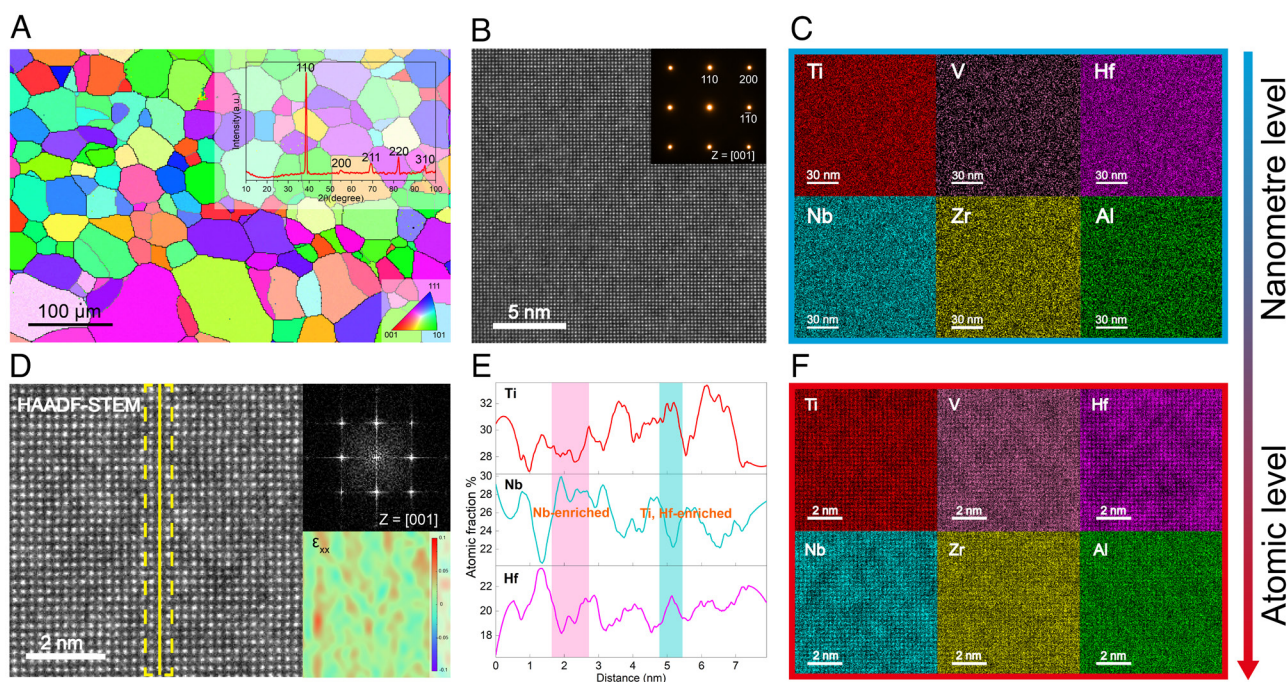 A
110
Intensity(a.u.)
200
211
220
310
10 20 30 40 50 60 70 80 90 100
2θ(degree)
100 µm
111
001
101
B
110
200
1̄10
Z = [001]
5 nm
C
Ti
V
Hf
30 nm
30 nm
30 nm
Nb
Zr
Al
30 nm
30 nm
30 nm
Nanometre level
D
HAADF-STEM
Z = [001]
2 nm
εxx
0.1
0.05
0
-0.05
-0.1
E
Ti
32
30
28
Atomic fraction %
30
Nb
28
26
24
22
Nb-enriched
Ti, Hf-enriched
Hf
22
20
18
0 1 2 3 4 5 6 7
Distance (nm)
F
Ti
V
Hf
2 nm
2 nm
2 nm
Nb
Zr
Al
2 nm
2 nm
2 nm
Atomic level